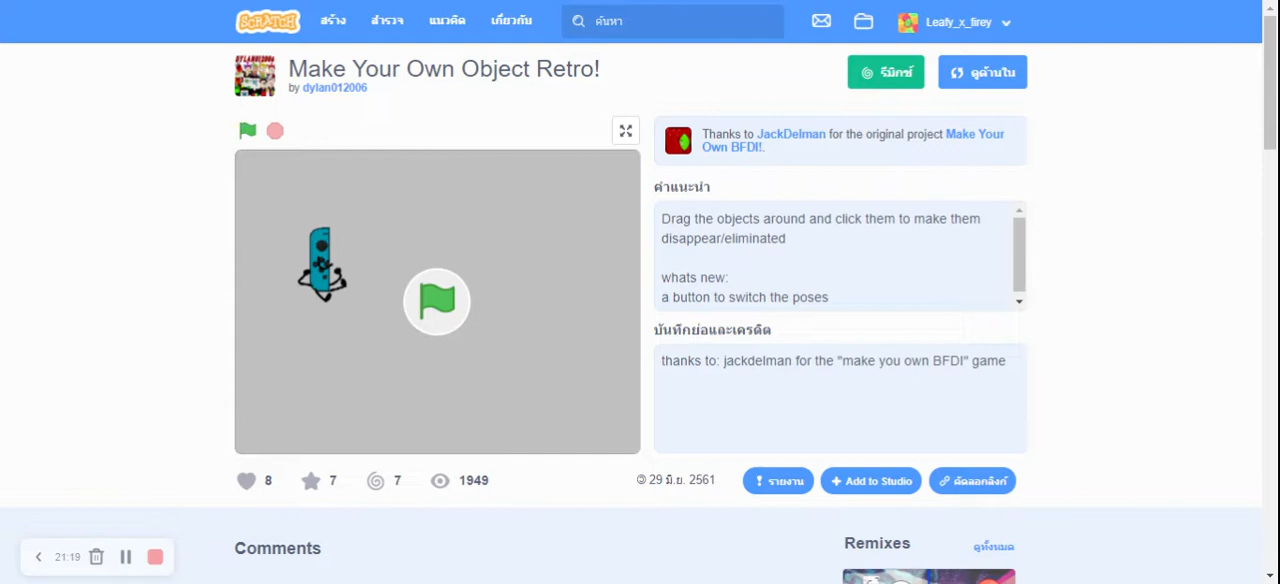 SCRATCH สร้าง สำรวจ แนวคิด เกี่ยวกับ ค้นหา Leafy_x_firey
Make Your Own Object Retro!
by dylan012006
รีมิกซ์ ดูด้านใน
Thanks to JackDelman for the original project Make Your
Own BFDI!.
คำแนะนำ
Drag the objects around and click them to make them
disappear/eliminated
whats new:
a button to switch the poses
บันทึกย่อและเครดิต
thanks to: jackdelman for the "make you own BFDI" game
8 7 7 1949
© 29 มิ.ย. 2561
รายงาน Add to Studio คัดลอกลิงก์
Comments
Remixes ดูทั้งหมด
21:19